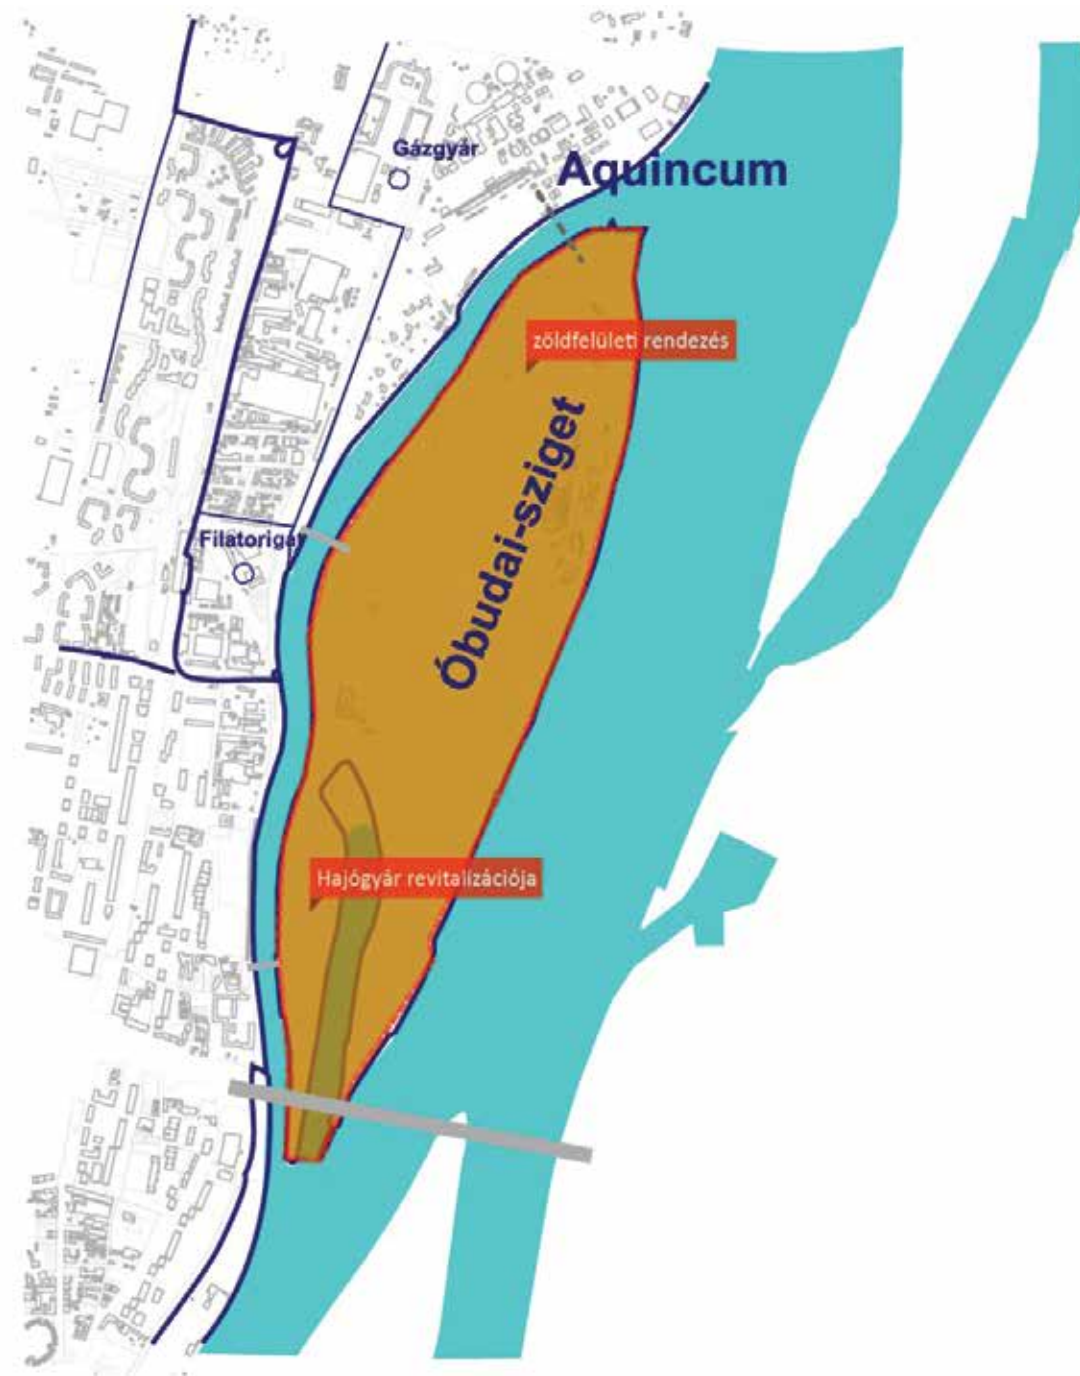 Gázgyár
Aquincum
zöldfelületi rendezés
Óbudai-sziget
Filatorigát
Hajógyár revitalizációja